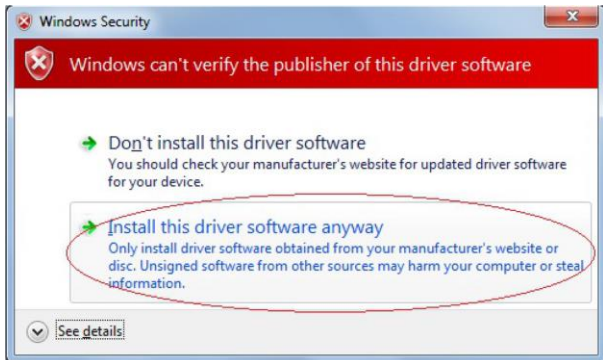 Windows Security
Windows can't verify the publisher of this driver software
Don't install this driver software
You should check your manufacturer's website for updated driver software
for your device.
Install this driver software anyway
Only install driver software obtained from your manufacturer's website or
disc. Unsigned software from other sources may harm your computer or steal
information.
See details